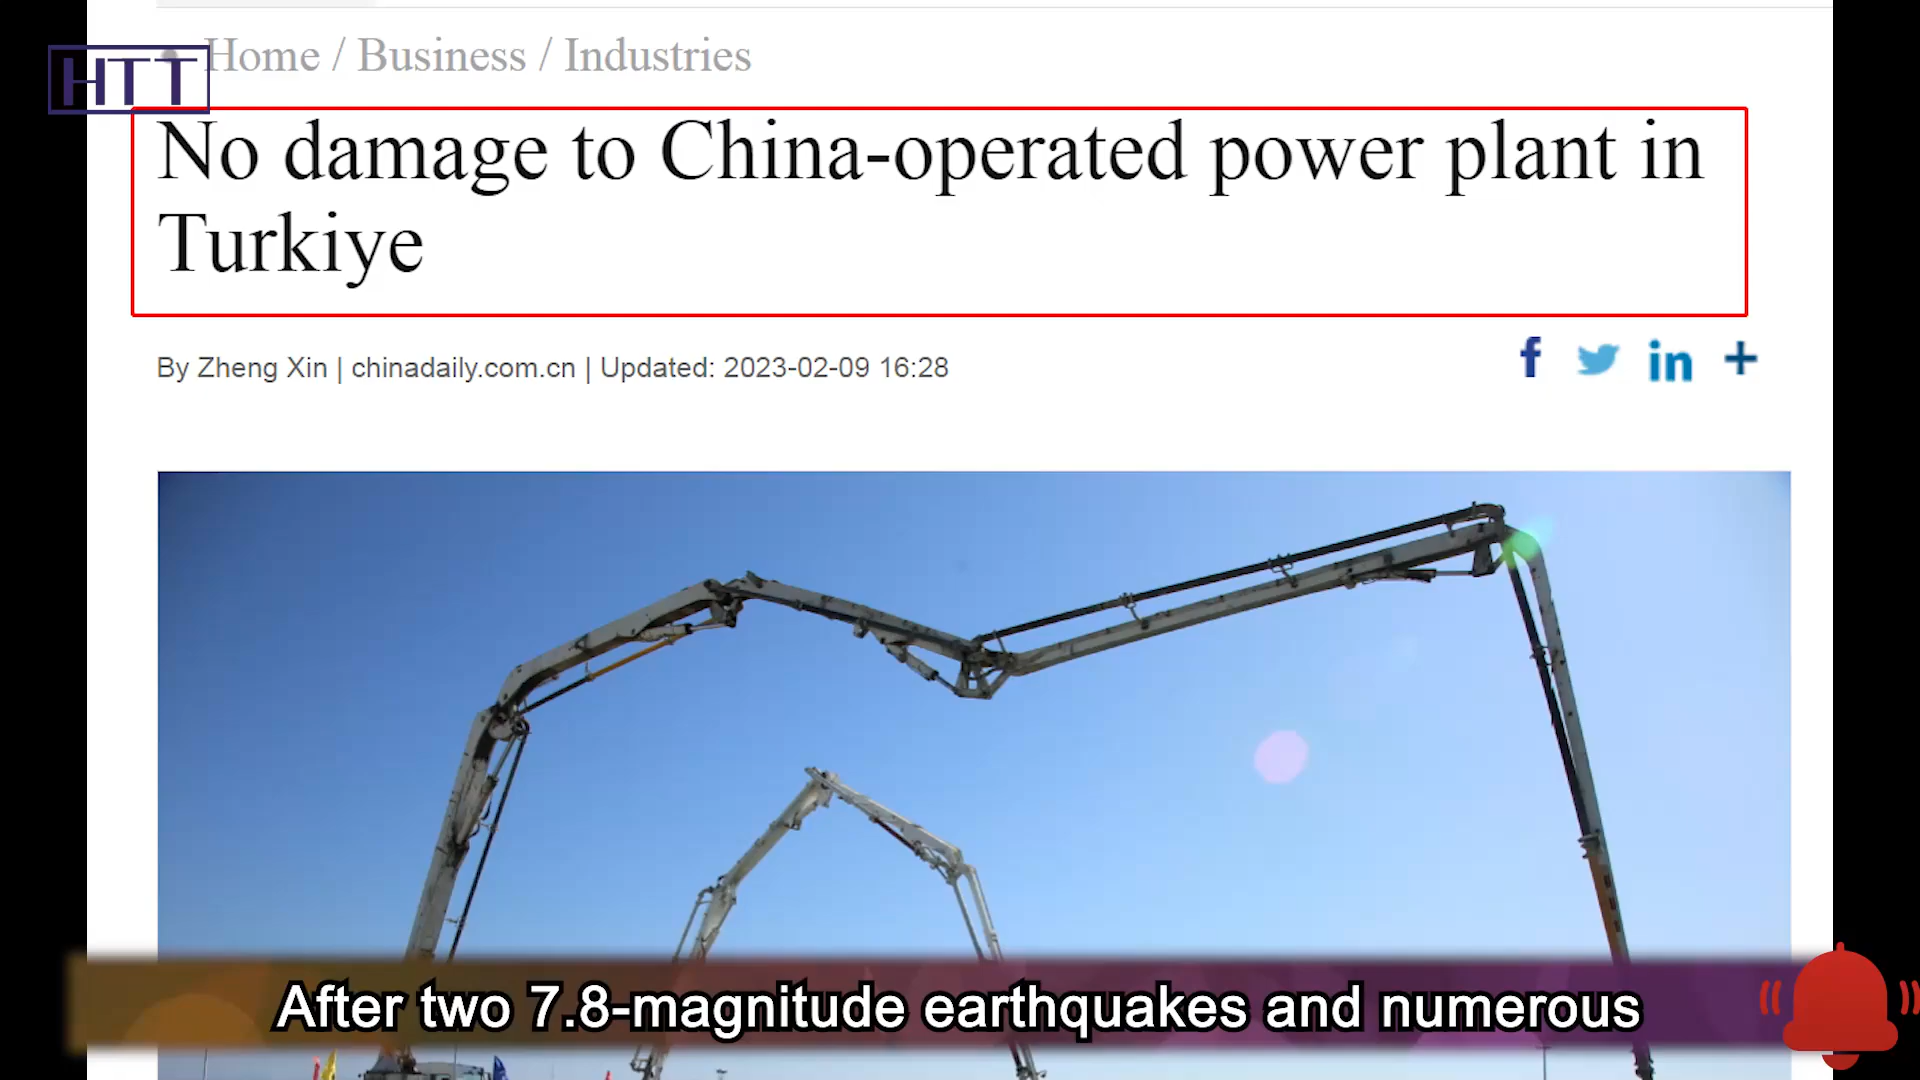 HTT
Home / Business / Industries
No damage to China-operated power plant in
Turkiye
By Zheng Xin | chinadaily.com.cn | Updated: 2023-02-09 16:28
f in +
After two 7.8-magnitude earthquakes and numerous